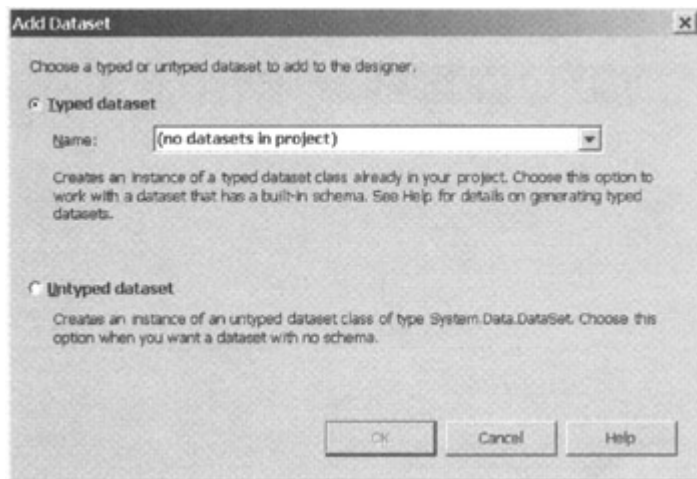 Add Dataset
Choose a typed or untyped dataset to add to the designer.
Typed dataset
Name: (no datasets in project)
Creates an instance of a typed dataset class already in your project. Choose this option to
work with a dataset that has a built-in schema. See Help for details on generating typed
datasets.
Untyped dataset
Creates an instance of an untyped dataset class of type System.Data.DataSet. Choose this
option when you want a dataset with no schema.
OK Cancel Help